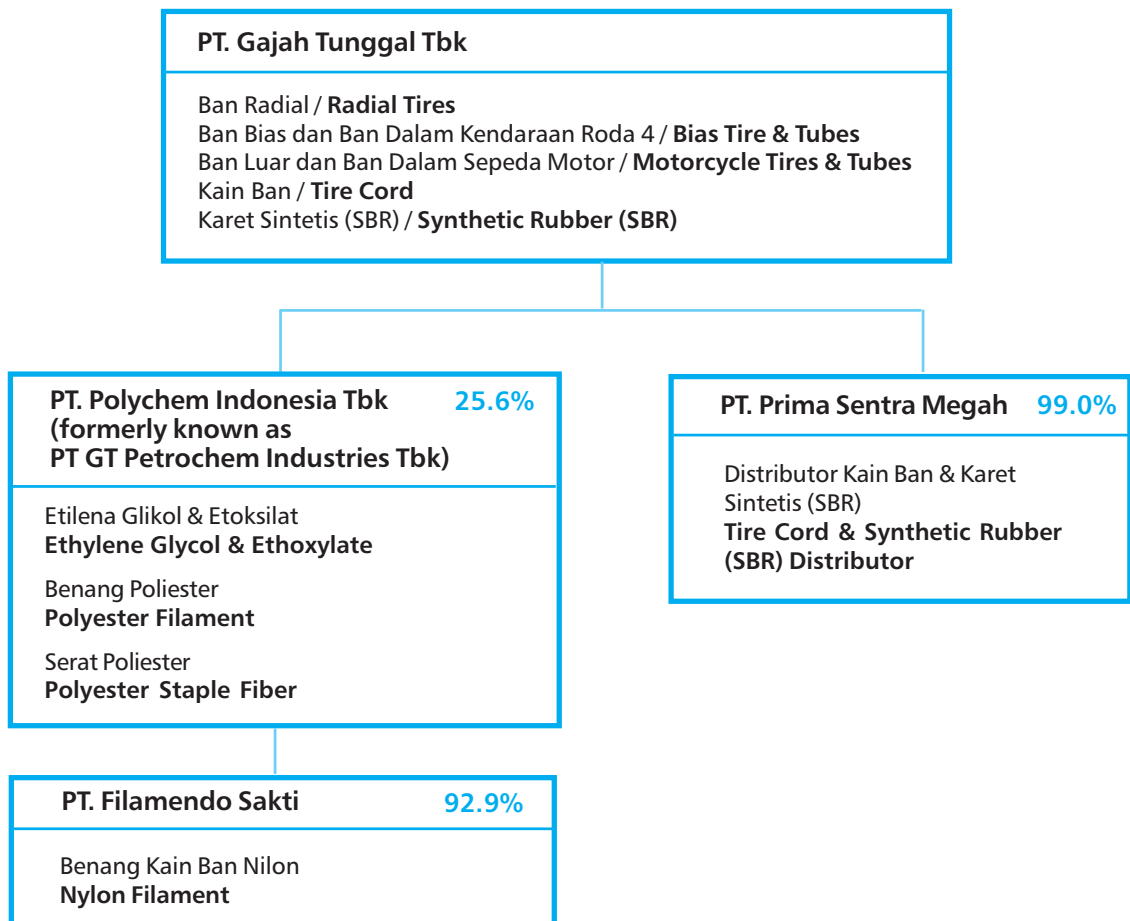 PT. Gajah Tunggal Tbk
Ban Radial / Radial Tires
Ban Bias dan Ban Dalam Kendaraan Roda 4 / Bias Tire & Tubes
Ban Luar dan Ban Dalam Sepeda Motor / Motorcycle Tires & Tubes
Kain Ban / Tire Cord
Karet Sintetis (SBR) / Synthetic Rubber (SBR)
PT. Polychem Indonesia Tbk 25.6%
(formerly known as
PT GT Petrochem Industries Tbk)
Etilena Glikol & Etoksilat
Ethylene Glycol & Ethoxylate
Benang Poliester
Polyester Filament
Serat Poliester
Polyester Staple Fiber
PT. Prima Sentra Megah 99.0%
Distributor Kain Ban & Karet
Sintetis (SBR)
Tire Cord & Synthetic Rubber
(SBR) Distributor
PT. Filamendo Sakti 92.9%
Benang Kain Ban Nilon
Nylon Filament